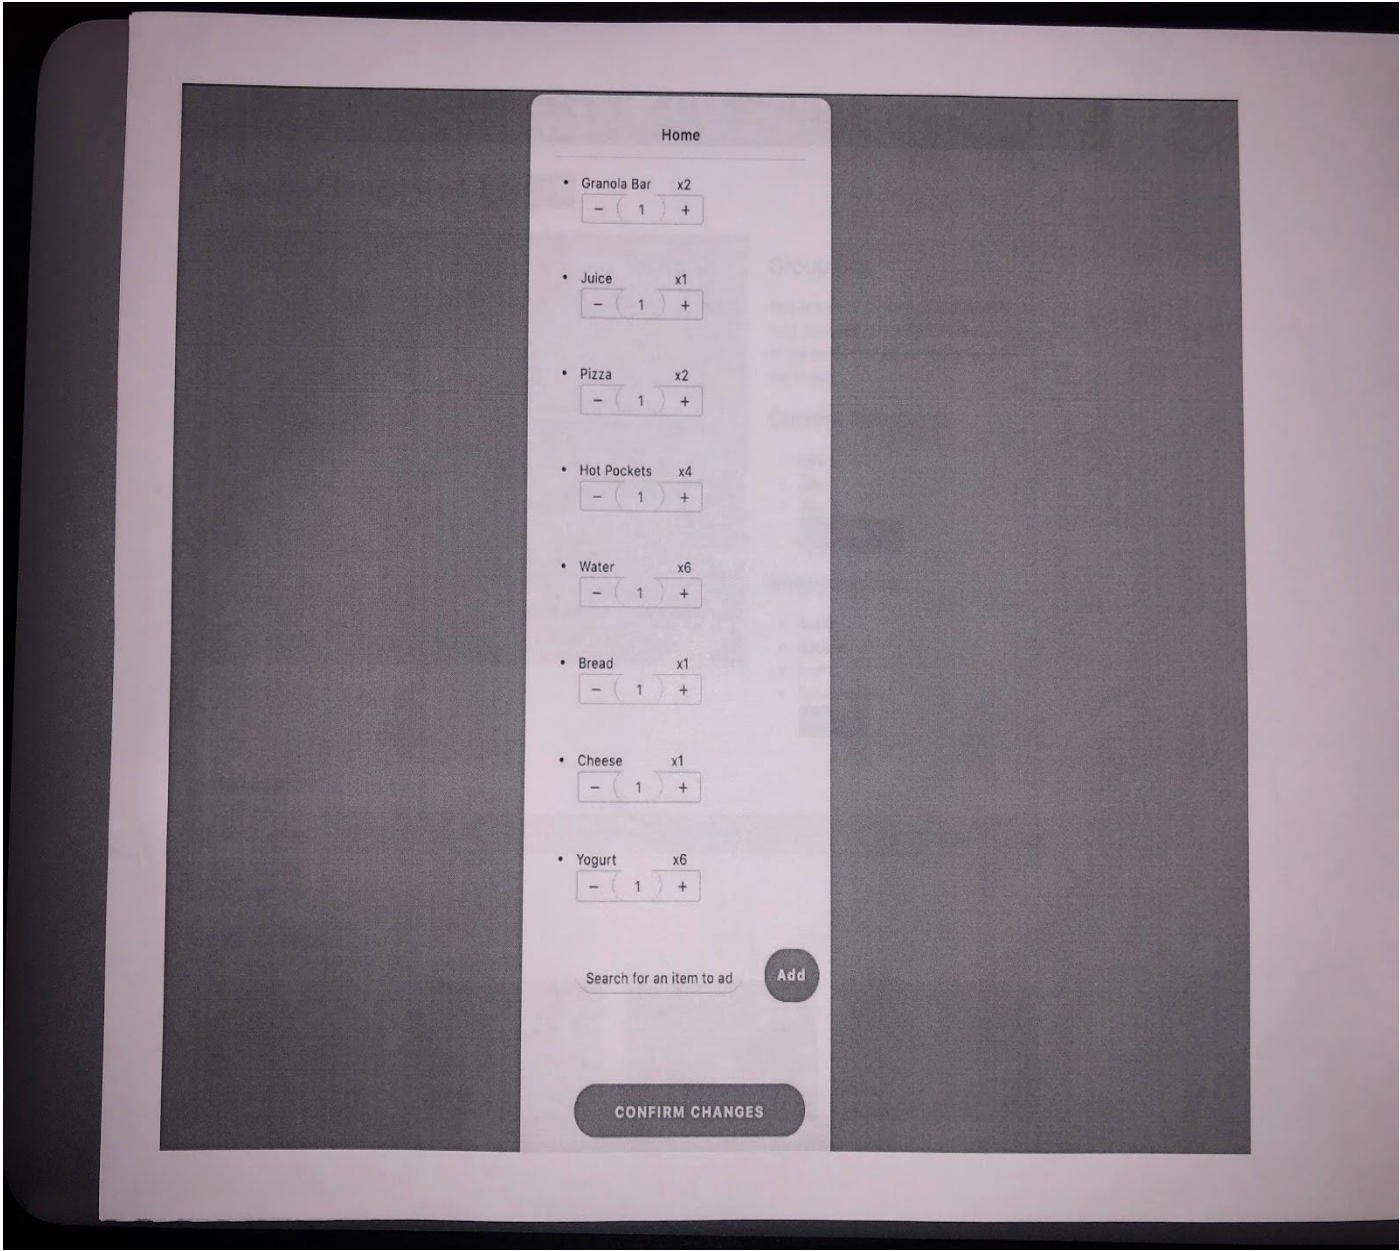 Home
• Granola Bar x2
− 1 +
• Juice x1
− 1 +
• Pizza x2
− 1 +
• Hot Pockets x4
− 1 +
• Water x6
− 1 +
• Bread x1
− 1 +
• Cheese x1
− 1 +
• Yogurt x6
− 1 +
Search for an item to ad Add
CONFIRM CHANGES